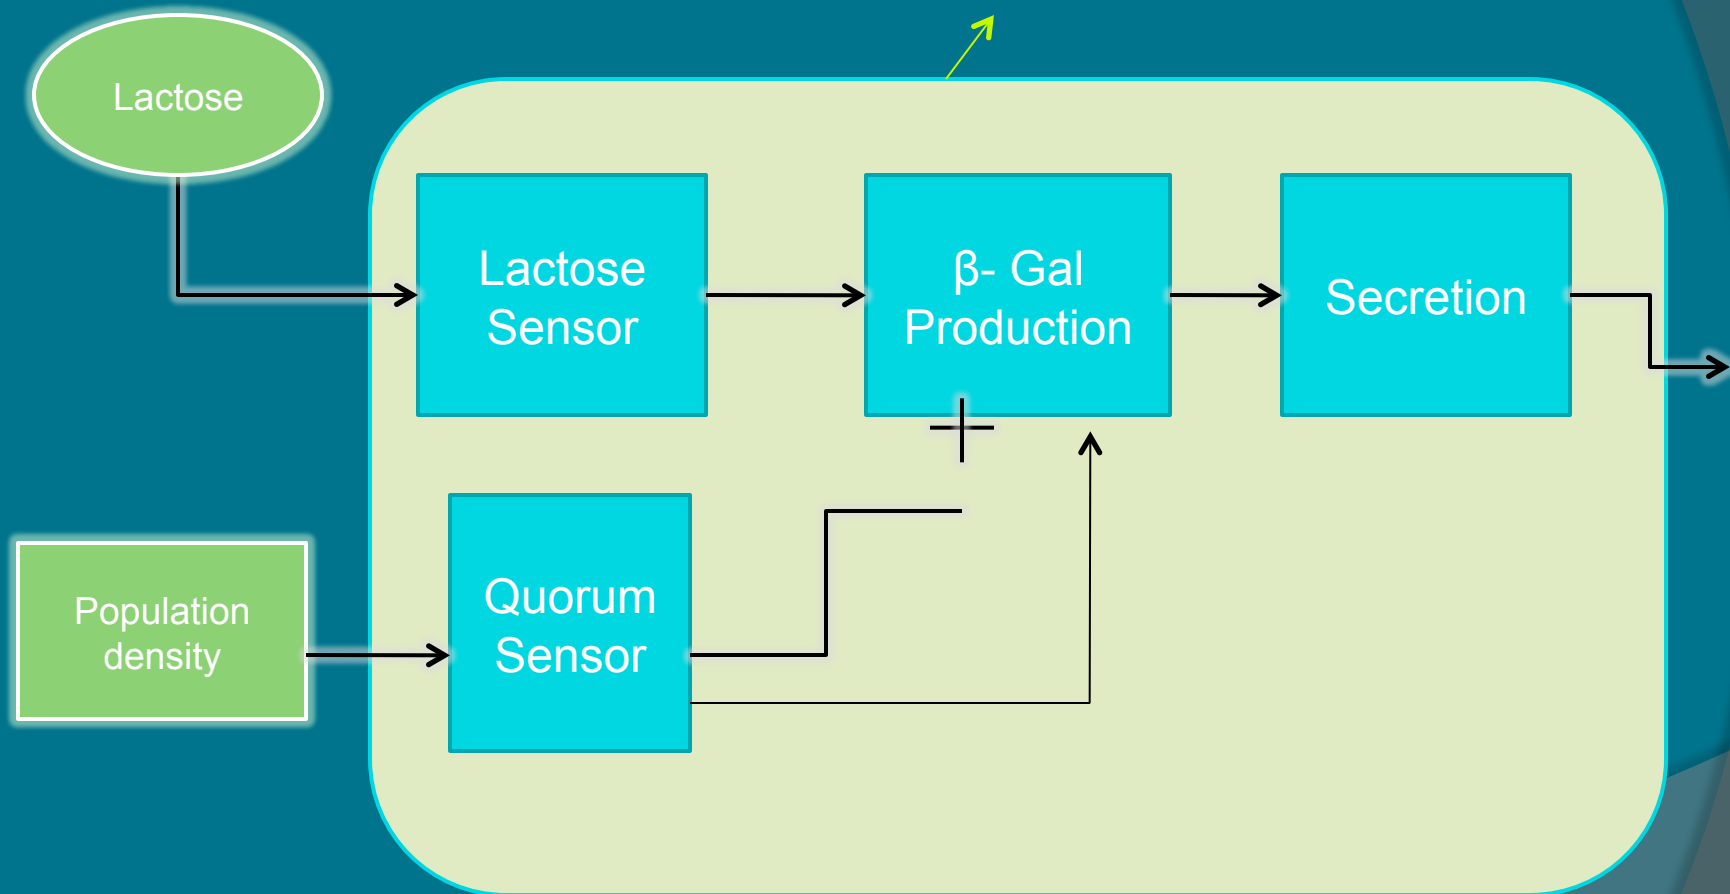 Lactose
Lactose
Sensor
β- Gal
Production
Secretion
Population
density
Quorum
Sensor